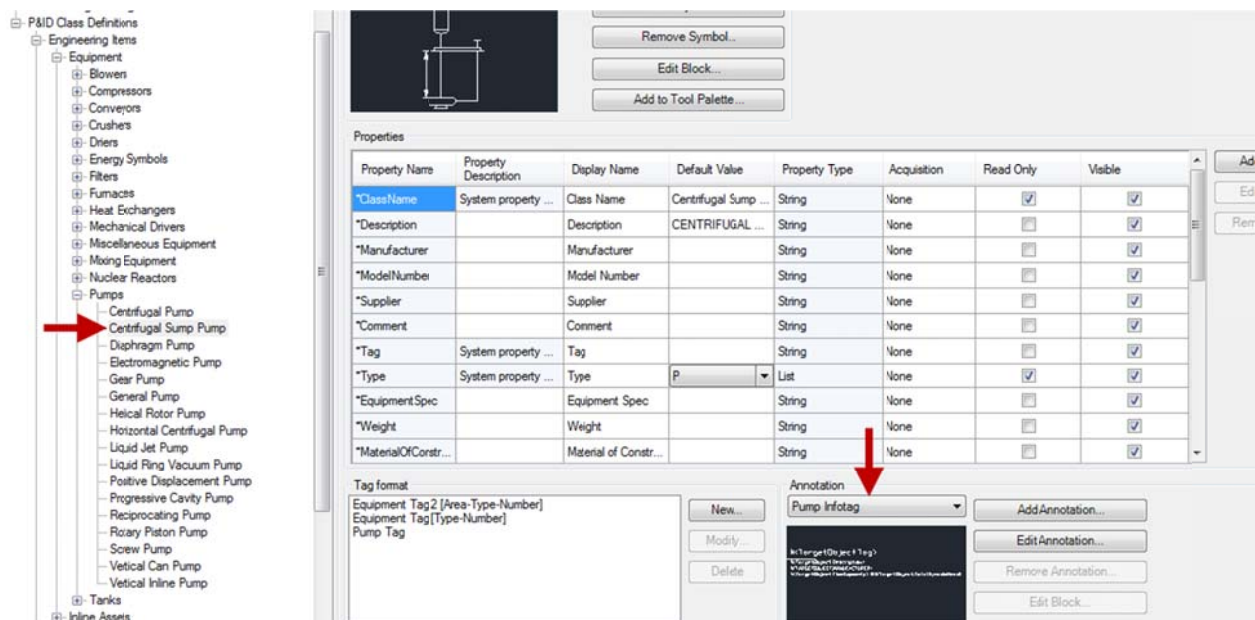 P&ID Class Definitions
Engineering Items
Equipment
Blowers
Compressors
Conveyors
Crushers
Driers
Energy Symbols
Filters
Furnaces
Heat Exchangers
Mechanical Drivers
Miscellaneous Equipment
Mixing Equipment
Nuclear Reactors
Pumps
Centrifugal Pump
Centrifugal Sump Pump
Diaphragm Pump
Electromagnetic Pump
Gear Pump
General Pump
Helical Rotor Pump
Horizontal Centrifugal Pump
Liquid Jet Pump
Liquid Ring Vacuum Pump
Positive Displacement Pump
Progressive Cavity Pump
Reciprocating Pump
Rotary Piston Pump
Screw Pump
Vetical Can Pump
Vetical Inline Pump
Tanks
Inline Assets
Remove Symbol...
Edit Block...
Add to Tool Palette...
Properties
Property Name Property Description Display Name Default Value Property Type Acquisition Read Only Visible
*ClassName System property ... Class Name Centrifugal Sump ... String None
*Description Description CENTRIFUGAL ... String None
*Manufacturer Manufacturer String None
*ModelNumber Model Number String None
*Supplier Supplier String None
*Comment Comment String None
*Tag System property ... Tag String None
*Type System property ... Type P List None
*EquipmentSpec Equipment Spec String None
*Weight Weight String None
*MaterialOfConstr... Material of Constr... String None
Ad
Ed
Rem
Tag format
Equipment Tag2 [Area-Type-Number]
Equipment Tag[Type-Number]
Pump Tag
New...
Modify...
Delete
Annotation
Pump Infotag
Add Annotation...
Edit Annotation...
Remove Annotation...
Edit Block...